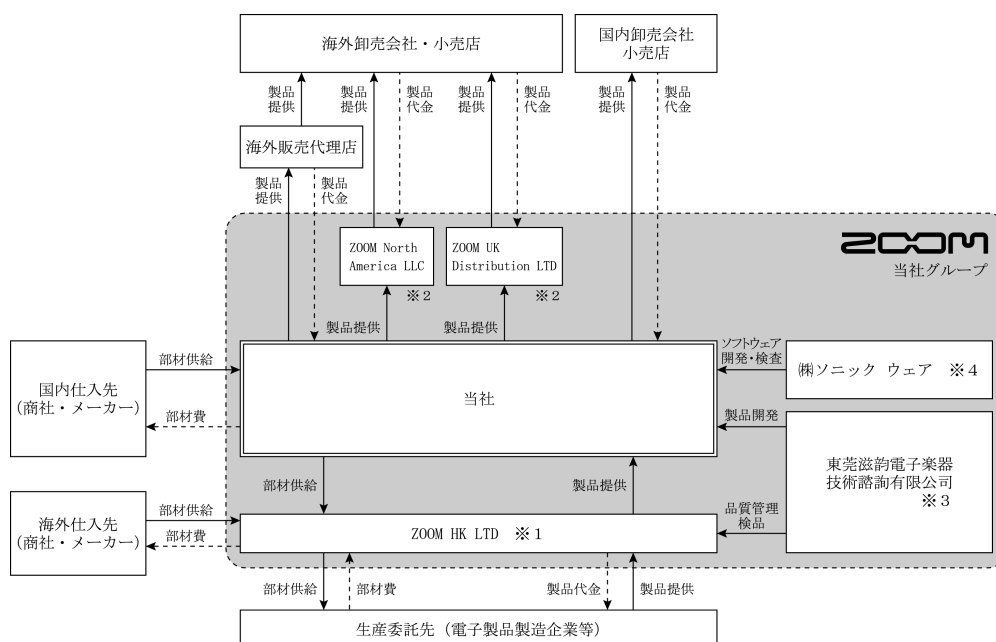 海外卸売会社・小売店
国内卸売会社
小売店
製品
提供
製品
提供
製品
代金
製品
提供
製品
代金
製品
提供
製品
代金
海外販売代理店
製品
提供
製品
代金
ZOOM
当社グループ
ZOOM North
America LLC
※2
ZOOM UK
Distribution LTD
※2
製品提供
製品提供
国内仕入先
(商社・メーカー)
部材供給
部材費
当社
ソフトウェア
開発・検査
㈱ソニック ウェア ※4
製品開発
東莞滋韵電子楽器
技術諮詢有限公司
※3
部材供給
製品提供
品質管理
検品
海外仕入先
(商社・メーカー)
部材供給
部材費
ZOOM HK LTD ※1
部材供給
部材費
製品代金
製品提供
生産委託先（電子製品製造企業等）